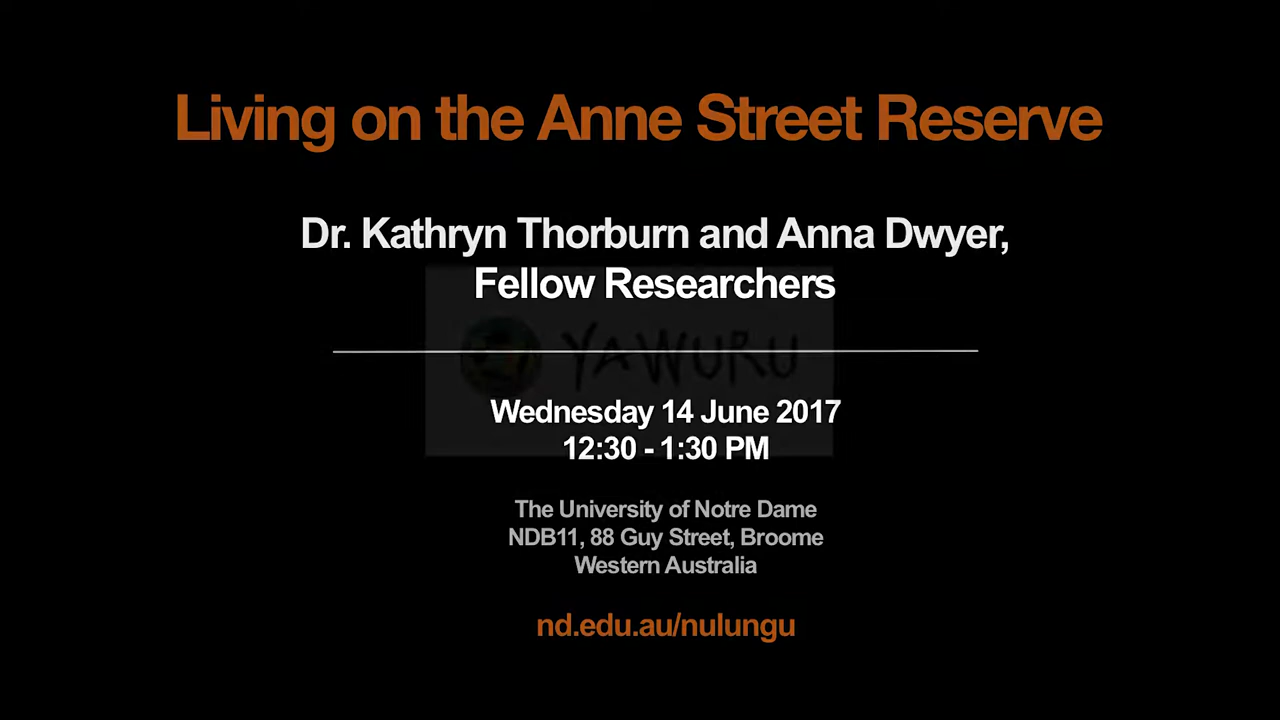 Living on the Anne Street Reserve
Dr. Kathryn Thorburn and Anna Dwyer,
Fellow Researchers
YAWURU
Wednesday 14 June 2017
12:30 - 1:30 PM
The University of Notre Dame
NDB11, 88 Guy Street, Broome
Western Australia
nd.edu.au/nulungu